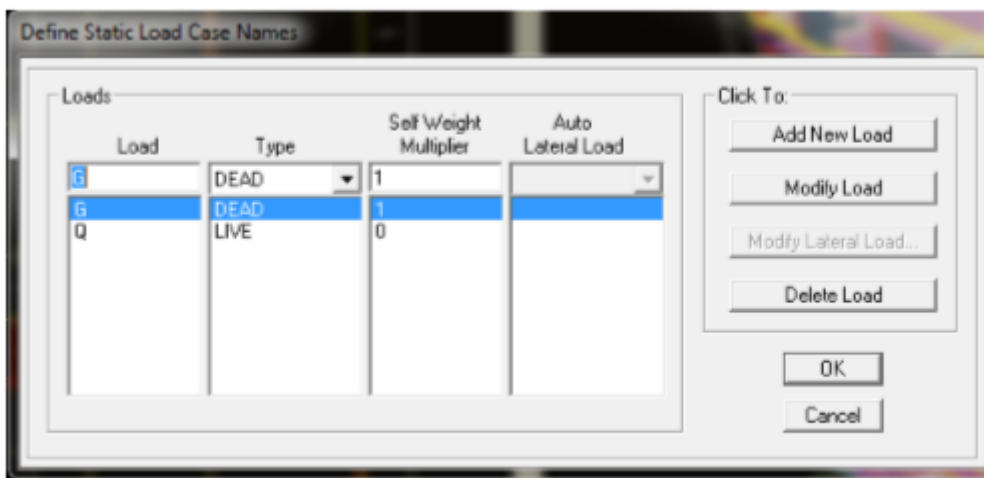 Define Static Load Case Names
Loads
Load Type Self Weight Multiplier Auto Lateral Load
G DEAD 1
G DEAD 1
Q LIVE 0
Click To:
Add New Load
Modify Load
Modify Lateral Load...
Delete Load
OK
Cancel